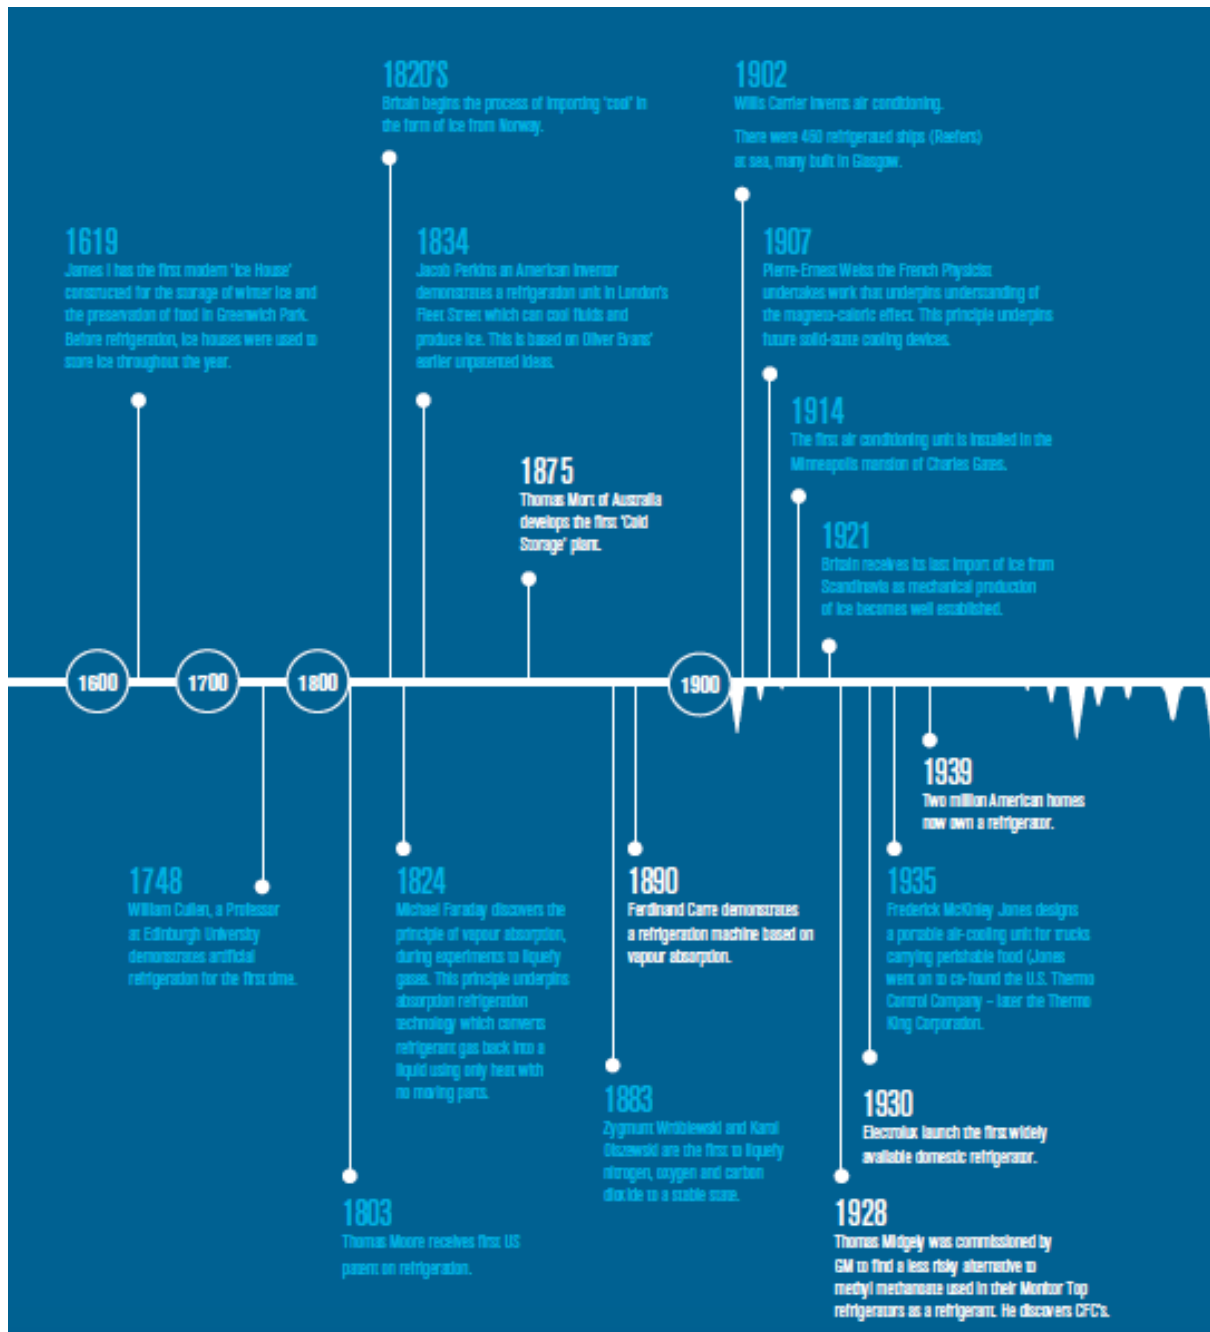 1820'S
Britain begins the process of importing 'cool' in
the form of ice from Norway.
1902
Willis Carrier invents air conditioning.
There were 460 refrigerated ships (Reefers)
at sea, many built in Glasgow.
1619
James I has the first modern 'Ice House'
constructed for the storage of winter ice and
the preservation of food in Greenwich Park.
Before refrigeration, ice houses were used to
store ice throughout the year.
1834
Jacob Perkins an American inventor
demonstrates a refrigeration unit in London's
Fleet Street which can cool fluids and
produce ice. This is based on Oliver Evans'
earlier unpatented ideas.
1907
Pierre-Ernest Weiss the French Physicist
undertakes work that underpins understanding of
the magneto-caloric effect. This principle underpins
future solid-state cooling devices.
1914
The first air conditioning unit is installed in the
Minneapolis mansion of Charles Gates.
1875
Thomas Mort of Australia
develops the first 'Cold
Storage' plant.
1921
Britain receives its last import of ice from
Scandinavia as mechanical production
of ice becomes well established.
1600
1700
1800
1900
1939
Two million American homes
now own a refrigerator.
1748
William Cullen, a Professor
at Edinburgh University
demonstrates artificial
refrigeration for the first time.
1824
Michael Faraday discovers the
principle of vapour absorption,
during experiments to liquefy
gases. This principle underpins
absorption refrigeration
technology which converts
refrigerant gas back into a
liquid using only heat with
no moving parts.
1890
Ferdinand Carre demonstrates
a refrigeration machine based on
vapour absorption.
1935
Frederick McKinley Jones designs
a portable air-cooling unit for trucks
carrying perishable food (Jones
went on to co-found the U.S. Thermo
Control Company – later the Thermo
King Corporation.
1883
Zygmunt Wróblewski and Karol
Olszewski are the first to liquefy
nitrogen, oxygen and carbon
dioxide to a stable state.
1930
Electrolux launch the first widely
available domestic refrigerator.
1803
Thomas Moore receives first US
patent on refrigeration.
1928
Thomas Midgely was commissioned by
GM to find a less risky alternative to
methyl methanoate used in their Monitor Top
refrigerators as a refrigerant. He discovers CFC's.